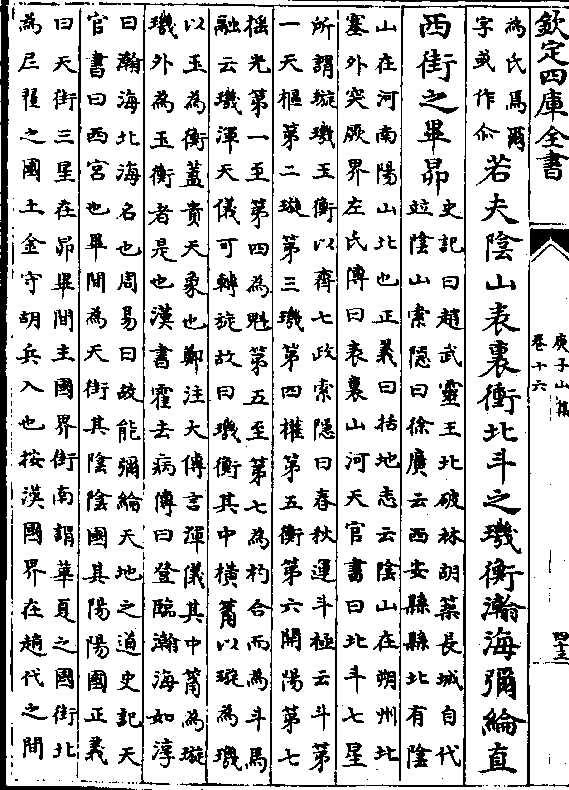 欽定四庫全書
庾子山集
卷十六
四十三
為氏馬爾
字或作尒
若夫陰山表裏衝北斗之璣衡瀚海彌綸直
西街之畢昴
史記曰趙武靈王北破林胡築長城自代
竝陰山索隱曰徐廣云西安縣縣北有陰
山在河南陽山北也正義曰括地志云陰山在朔州北
塞外突厥界左氏傳曰表裏山河天官書曰北斗七星
所謂璇璣玉衡以齊七政索隱曰春秋運斗極云斗第
一天樞第二璇第三璣第四權第五衡第六開陽第七
搖光第一至第四為魁第五至第七為杓合而為斗馬
融云璣渾天儀可轉旋故曰璣衡其中橫筩以璇為璣
以玉為衡蓋貴天象也鄭注大傳言渾儀其中筩為璇
璣外為玉衡者是也漢書霍去病傳曰登臨瀚海如淳
曰瀚海北海名也周易曰故能彌綸天地之道史記天
官書曰西宮也畢間為天街其陰陰國其陽陽國正義
曰天街三星在昴畢間主國界街南謂華夏之國街北
為𡰥狠之國土金守胡兵入也按漢國界在趙代之間